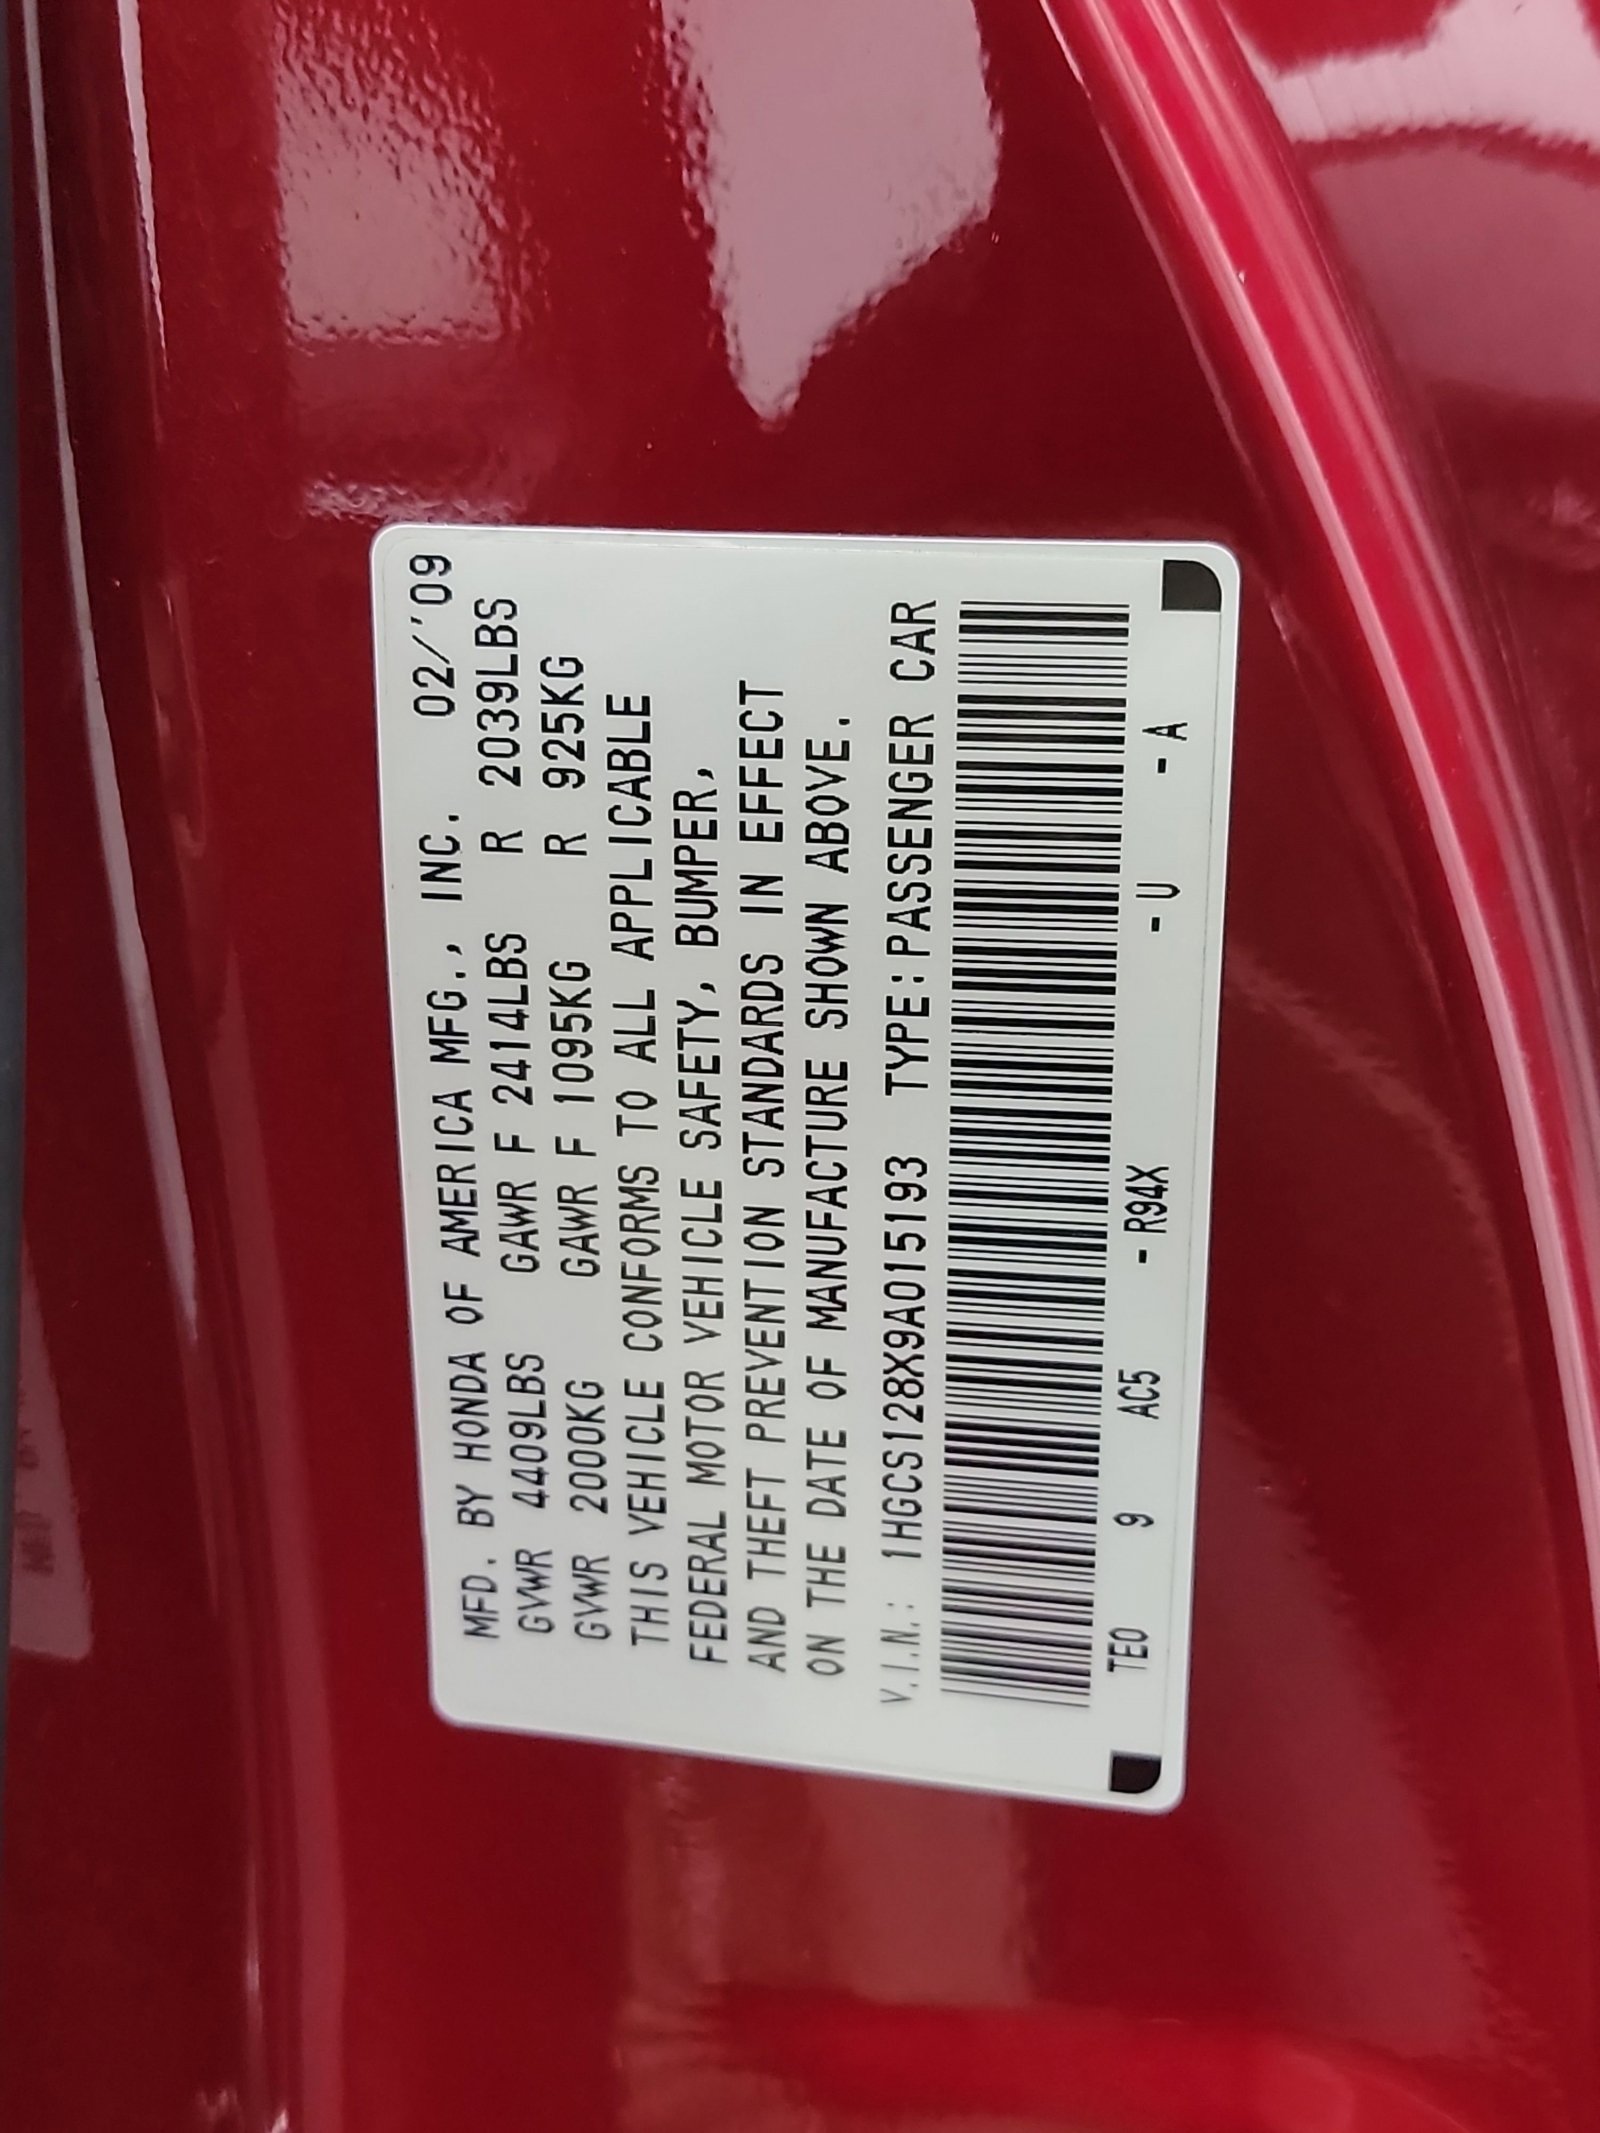 MFD. BY HONDA OF AMERICA MFG., INC. 02/'09
GVWR 4409LBS GAWR F 2414LBS R 2039LBS
GVWR 2000KG GAWR F 1095KG R 925KG
THIS VEHICLE CONFORMS TO ALL APPLICABLE
FEDERAL MOTOR VEHICLE SAFETY, BUMPER,
AND THEFT PREVENTION STANDARDS IN EFFECT
ON THE DATE OF MANUFACTURE SHOWN ABOVE.
V.I.N.: 1HGCS128X9A015193 TYPE:PASSENGER CAR
TE0 9 AC5 -R94X -U -A